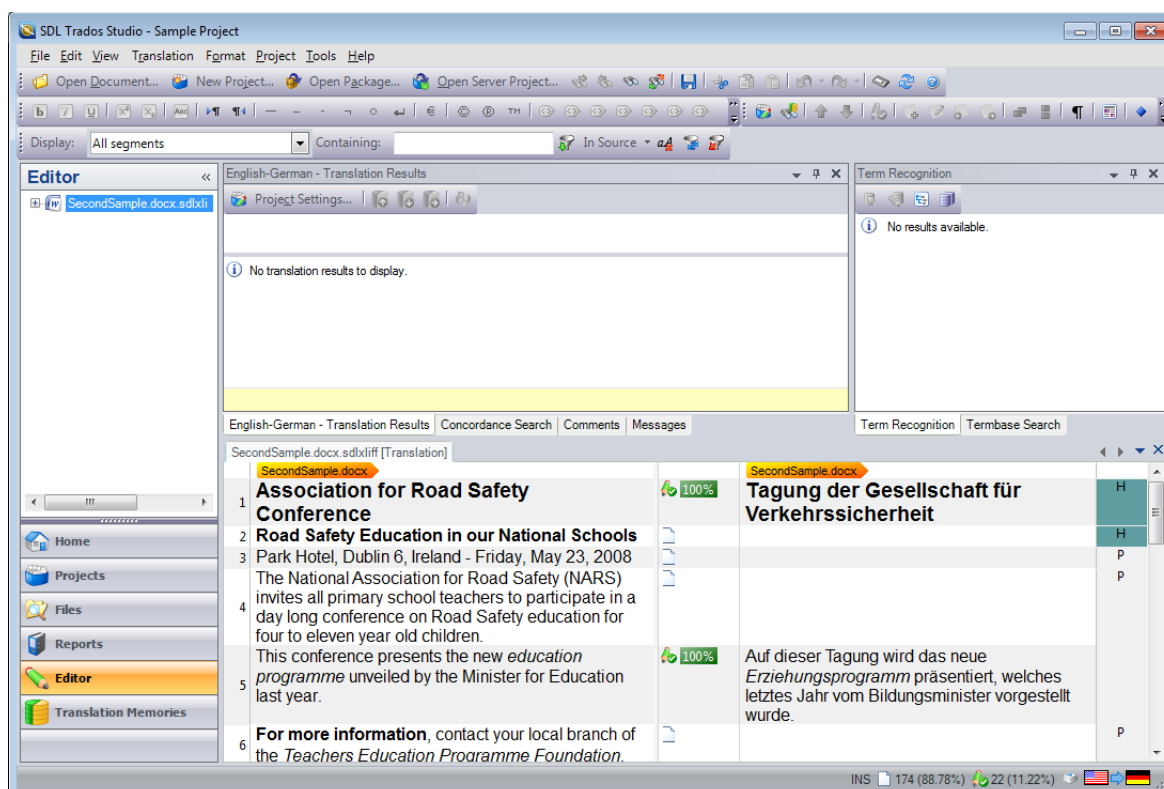 SDL Trados Studio - Sample Project
File Edit View Translation Format Project Tools Help
Open Document... New Project... Open Package... Open Server Project...
b I U X² X₂ Aac ¶ ¶ — – - ¬ ○ € © ® TM ¶
Display: All segments Containing: In Source aA
Editor «
SecondSample.docx.sdlxli
English-German - Translation Results
Project Settings...
No translation results to display.
English-German - Translation Results Concordance Search Comments Messages
Term Recognition
No results available.
Term Recognition Termbase Search
SecondSample.docx.sdlxliff [Translation]
SecondSample.docx SecondSample.docx
1 Association for Road Safety
Conference
100%
Tagung der Gesellschaft für
Verkehrssicherheit
H
2 Road Safety Education in our National Schools
H
3 Park Hotel, Dublin 6, Ireland - Friday, May 23, 2008
P
4 The National Association for Road Safety (NARS)
invites all primary school teachers to participate in a
day long conference on Road Safety education for
four to eleven year old children.
P
5 This conference presents the new education
programme unveiled by the Minister for Education
last year.
100%
Auf dieser Tagung wird das neue
Erziehungsprogramm präsentiert, welches
letztes Jahr vom Bildungsminister vorgestellt
wurde.
6 For more information, contact your local branch of
the Teachers Education Programme Foundation.
P
Home
Projects
Files
Reports
Editor
Translation Memories
INS 174 (88.78%) 22 (11.22%)